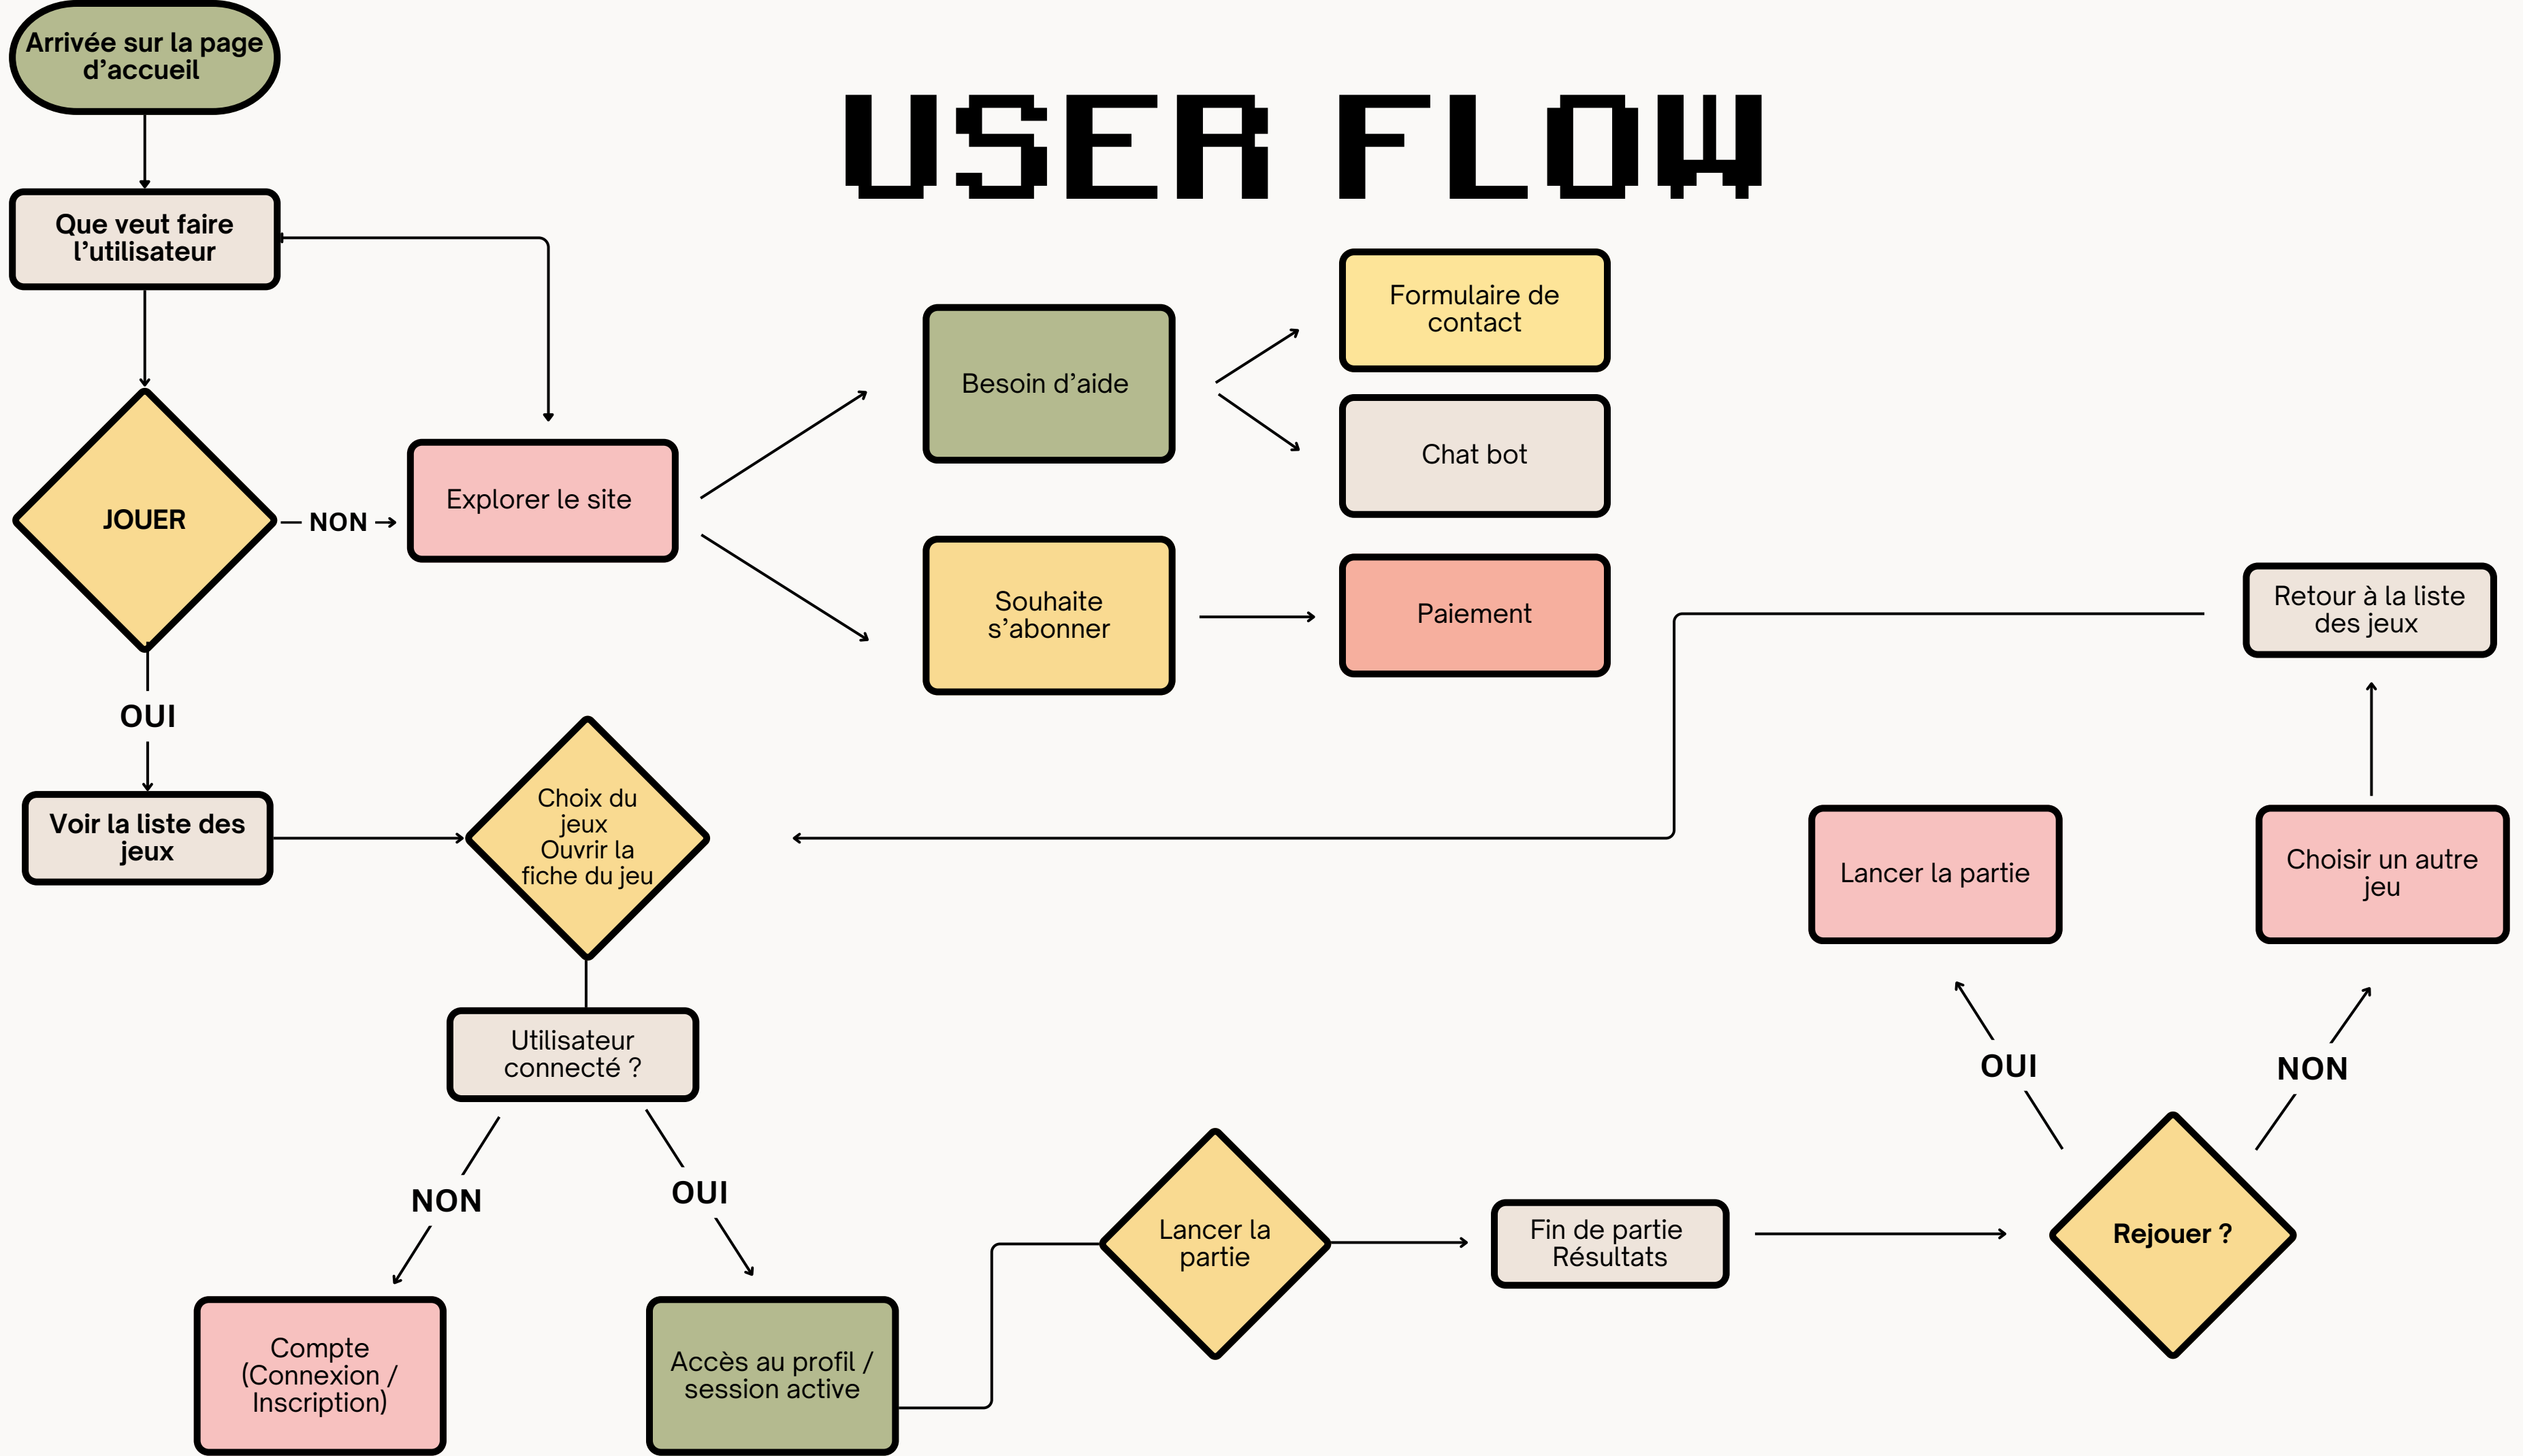 Arrivée sur la page
d’accueil
USER FLOW
Que veut faire
l’utilisateur
Formulaire de
contact
Besoin d’aide
Chat bot
JOUER
NON
Explorer le site
Souhaite
s’abonner
Paiement
Retour à la liste
des jeux
OUI
Voir la liste des
jeux
Choix du
jeux
Ouvrir la
fiche du jeu
Lancer la partie
Choisir un autre
jeu
Utilisateur
connecté ?
OUI
NON
NON
OUI
Lancer la
partie
Fin de partie
Résultats
Rejouer ?
Compte
(Connexion /
Inscription)
Accès au profil /
session active